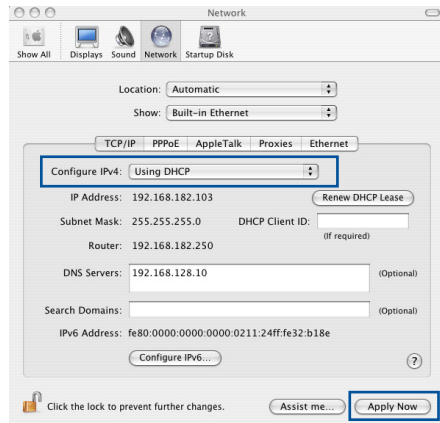 Network
Show All Displays Sound Network Startup Disk
Location: Automatic
Show: Built-in Ethernet
TCP/IP PPPoE AppleTalk Proxies Ethernet
Configure IPv4: Using DHCP
IP Address: 192.168.182.103 Renew DHCP Lease
Subnet Mask: 255.255.255.0 DHCP Client ID:
(If required)
Router: 192.168.182.250
DNS Servers: 192.168.128.10 (Optional)
Search Domains: (Optional)
IPv6 Address: fe80:0000:0000:0000:0211:24ff:fe32:b18e
Configure IPv6...
?
Click the lock to prevent further changes. Assist me... Apply Now